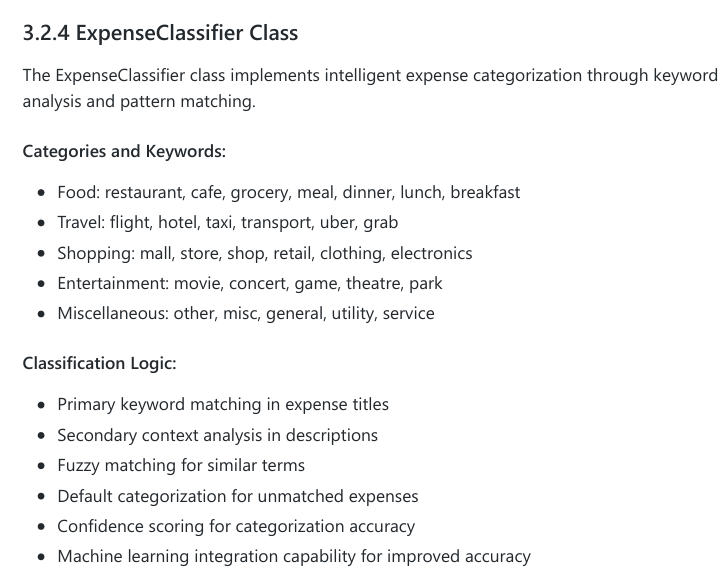 3.2.4 ExpenseClassifier Class
The ExpenseClassifier class implements intelligent expense categorization through keyword
analysis and pattern matching.
Categories and Keywords:
• Food: restaurant, cafe, grocery, meal, dinner, lunch, breakfast
• Travel: flight, hotel, taxi, transport, uber, grab
• Shopping: mall, store, shop, retail, clothing, electronics
• Entertainment: movie, concert, game, theatre, park
• Miscellaneous: other, misc, general, utility, service
Classification Logic:
• Primary keyword matching in expense titles
• Secondary context analysis in descriptions
• Fuzzy matching for similar terms
• Default categorization for unmatched expenses
• Confidence scoring for categorization accuracy
• Machine learning integration capability for improved accuracy